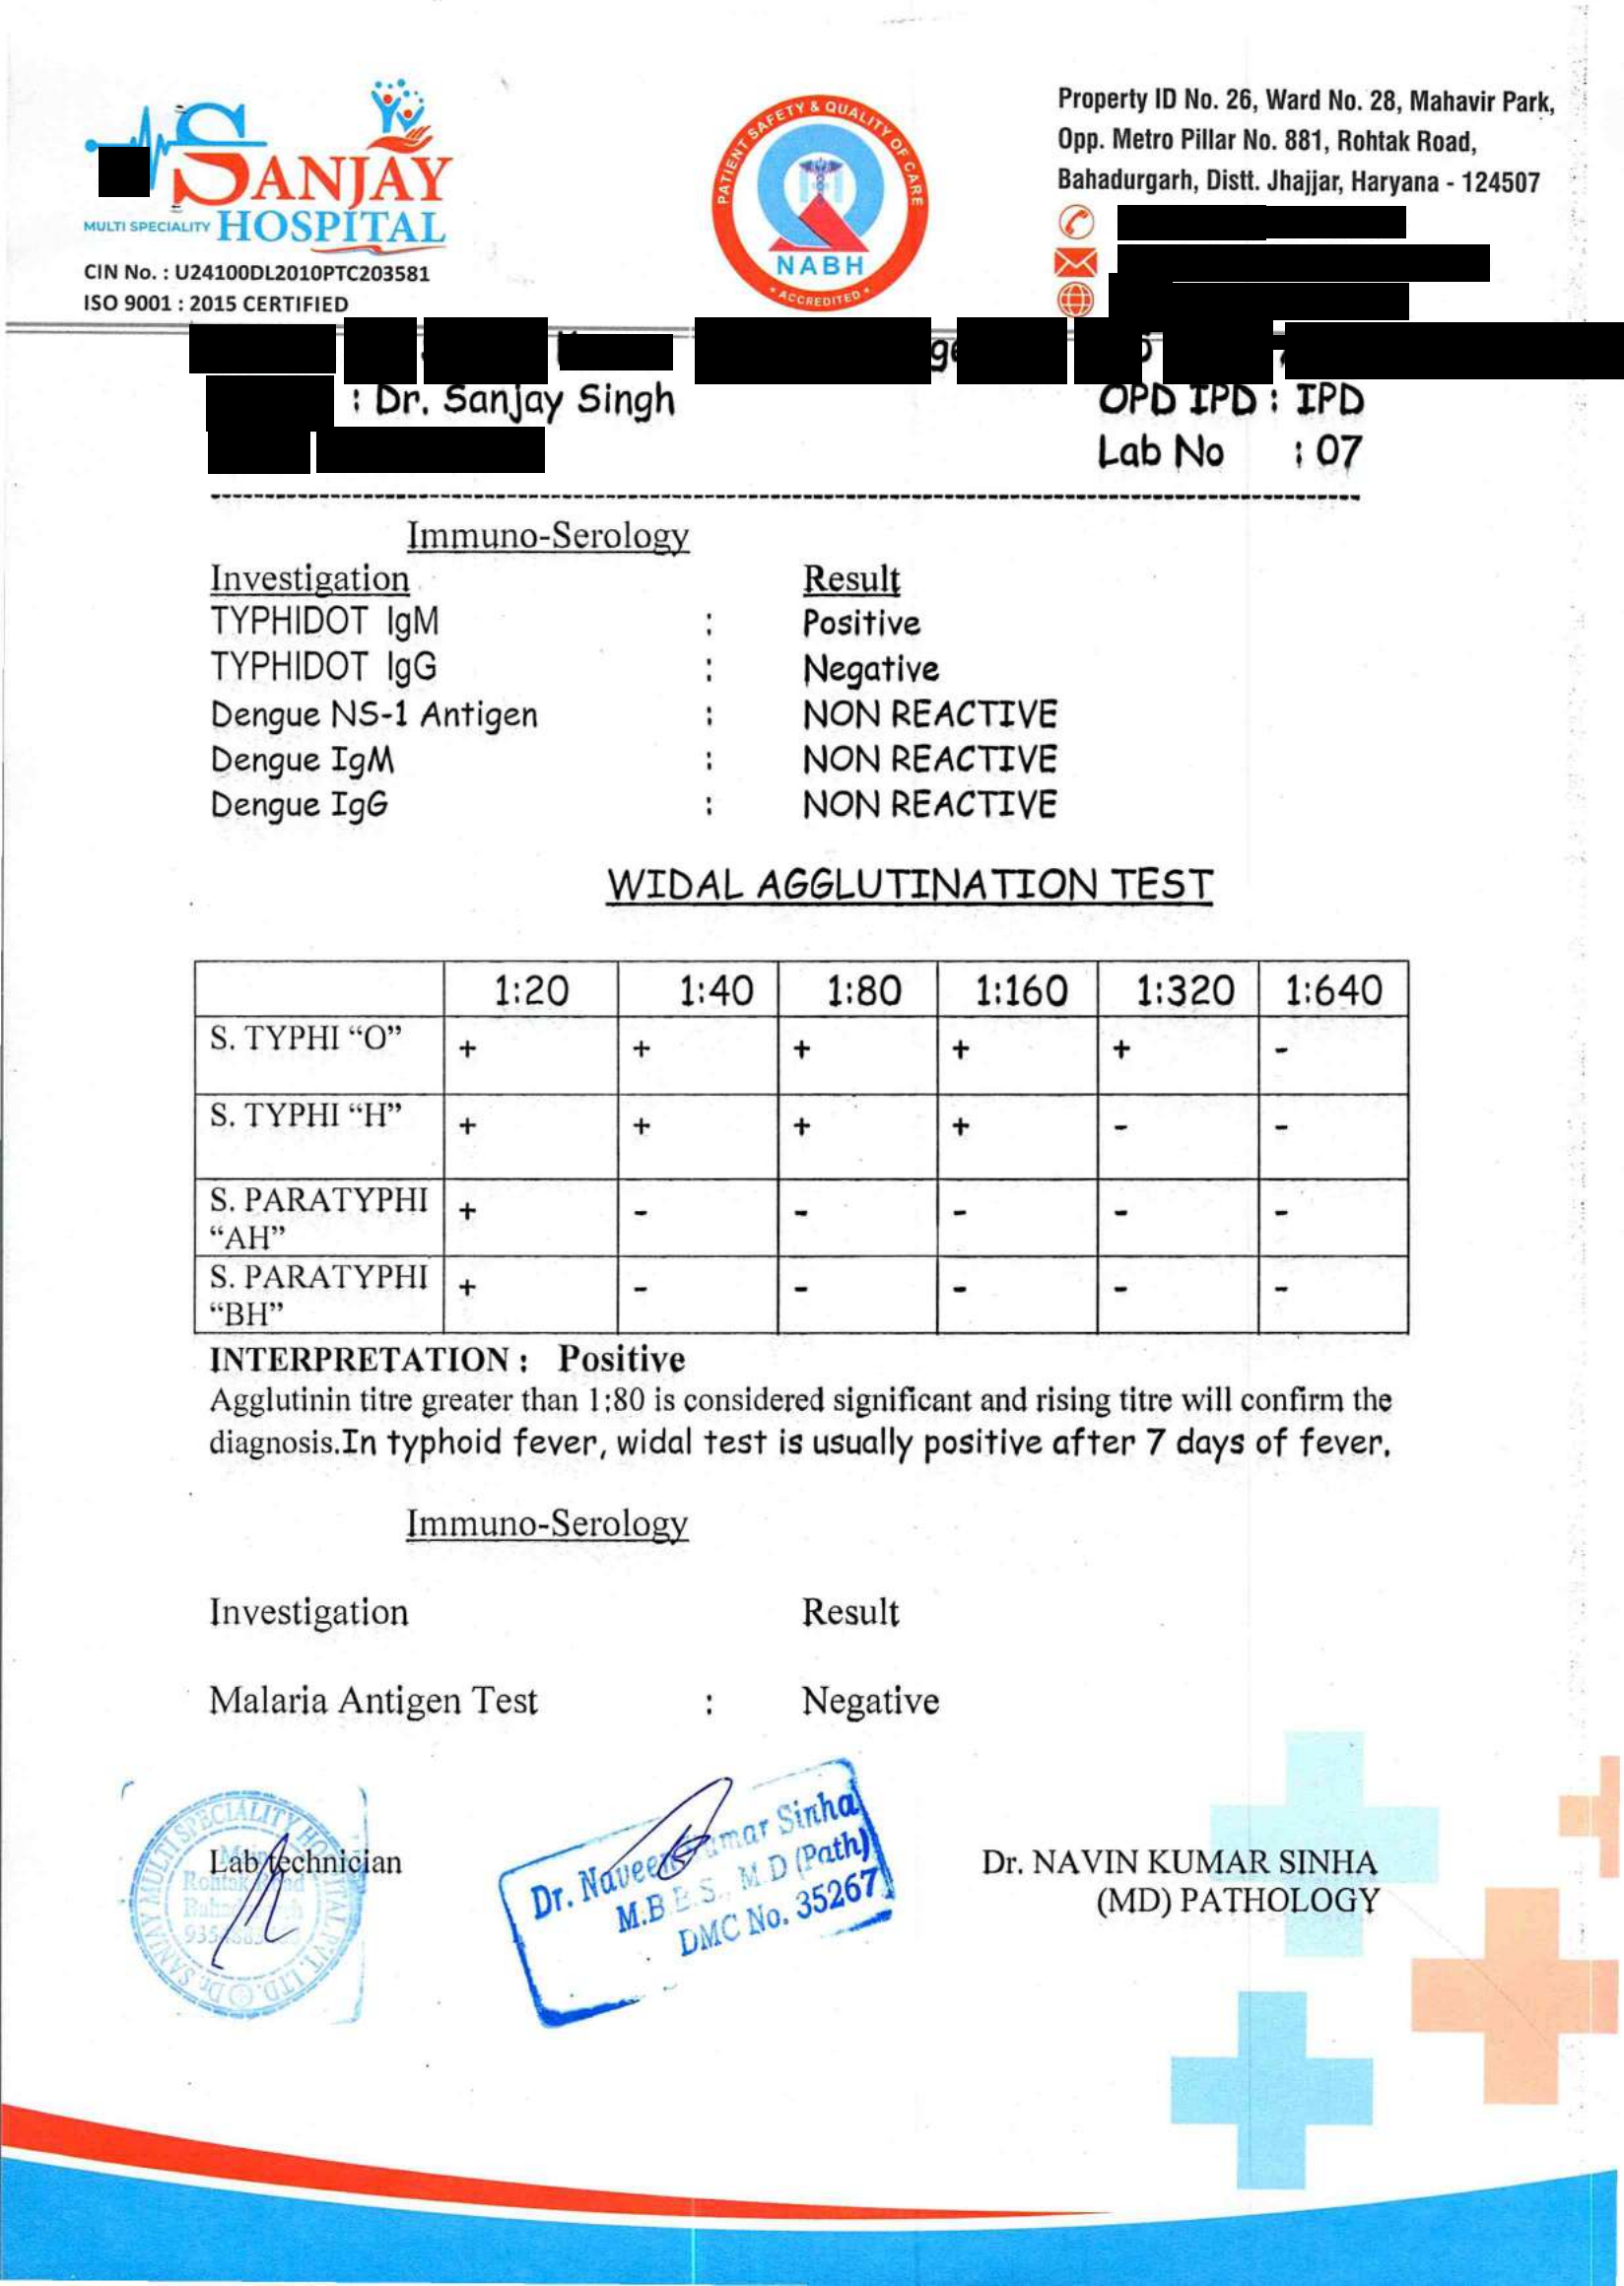 SANJAY
MULTI SPECIALITY HOSPITAL
CIN No. : U24100DL2010PTC203581
ISO 9001 : 2015 CERTIFIED
PATIENT SAFETY & QUALITY OF CARE
NABH
• ACCREDITED •
Property ID No. 26, Ward No. 28, Mahavir Park,
Opp. Metro Pillar No. 881, Rohtak Road,
Bahadurgarh, Distt. Jhajjar, Haryana - 124507
: Dr. Sanjay Singh OPD IPD : IPD
Lab No : 07
Immuno-Serology
Investigation Result
TYPHIDOT IgM : Positive
TYPHIDOT IgG : Negative
Dengue NS-1 Antigen : NON REACTIVE
Dengue IgM : NON REACTIVE
Dengue IgG : NON REACTIVE
WIDAL AGGLUTINATION TEST
1:20 1:40 1:80 1:160 1:320 1:640
S. TYPHI “O” + + + + + -
S. TYPHI “H” + + + + - -
S. PARATYPHI “AH” + - - - - -
S. PARATYPHI “BH” + - - - - -
INTERPRETATION : Positive
Agglutinin titre greater than 1:80 is considered significant and rising titre will confirm the
diagnosis.In typhoid fever, widal test is usually positive after 7 days of fever.
Immuno-Serology
Investigation Result
Malaria Antigen Test : Negative
Lab technician
MULTI SPECIALITY HOSPITAL PVT. LTD. Dr. SANJAY
Rohtak Road
Dr. Naveen Kumar Sinha
M.B.B.S., M.D (Path)
DMC No. 35267
Dr. NAVIN KUMAR SINHA
(MD) PATHOLOGY